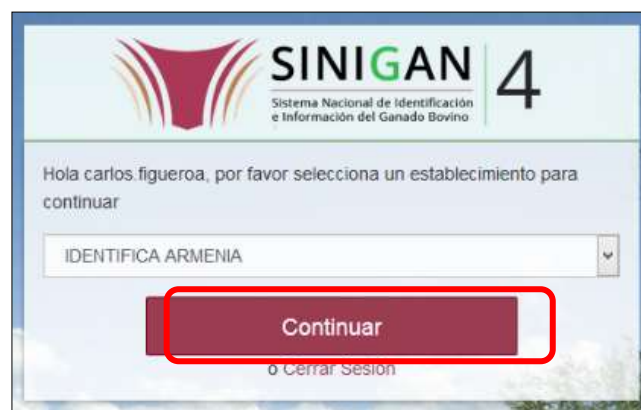 SINIGAN 4
Sistema Nacional de Identificación
e Información del Ganado Bovino
Hola carlos.figueroa, por favor selecciona un establecimiento para
continuar
IDENTIFICA ARMENIA
Continuar
o Cerrar Sesión